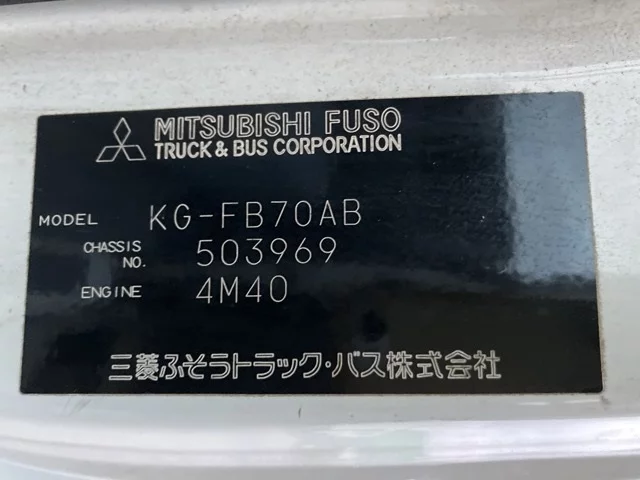 MITSUBISHI FUSO
TRUCK & BUS CORPORATION
MODEL KG-FB70AB
CHASSIS NO. 503969
ENGINE 4M40
三菱ふそうトラック・バス株式会社